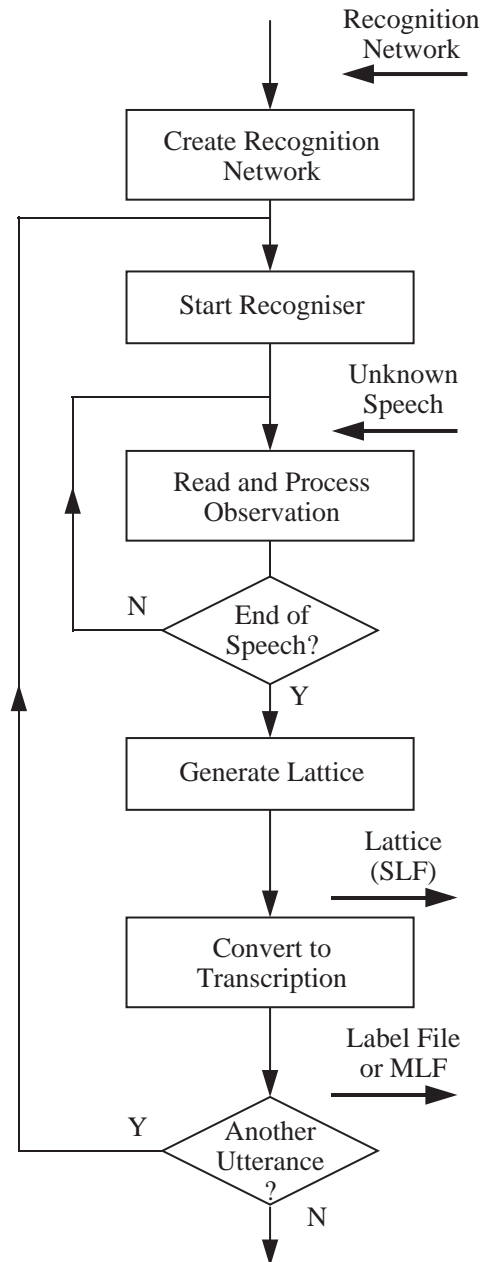 Recognition
Network
Create Recognition
Network
Start Recogniser
Unknown
Speech
Read and Process
Observation
N
End of
Speech?
Y
Generate Lattice
Lattice
(SLF)
Convert to
Transcription
Label File
or MLF
Y
Another
Utterance
?
N